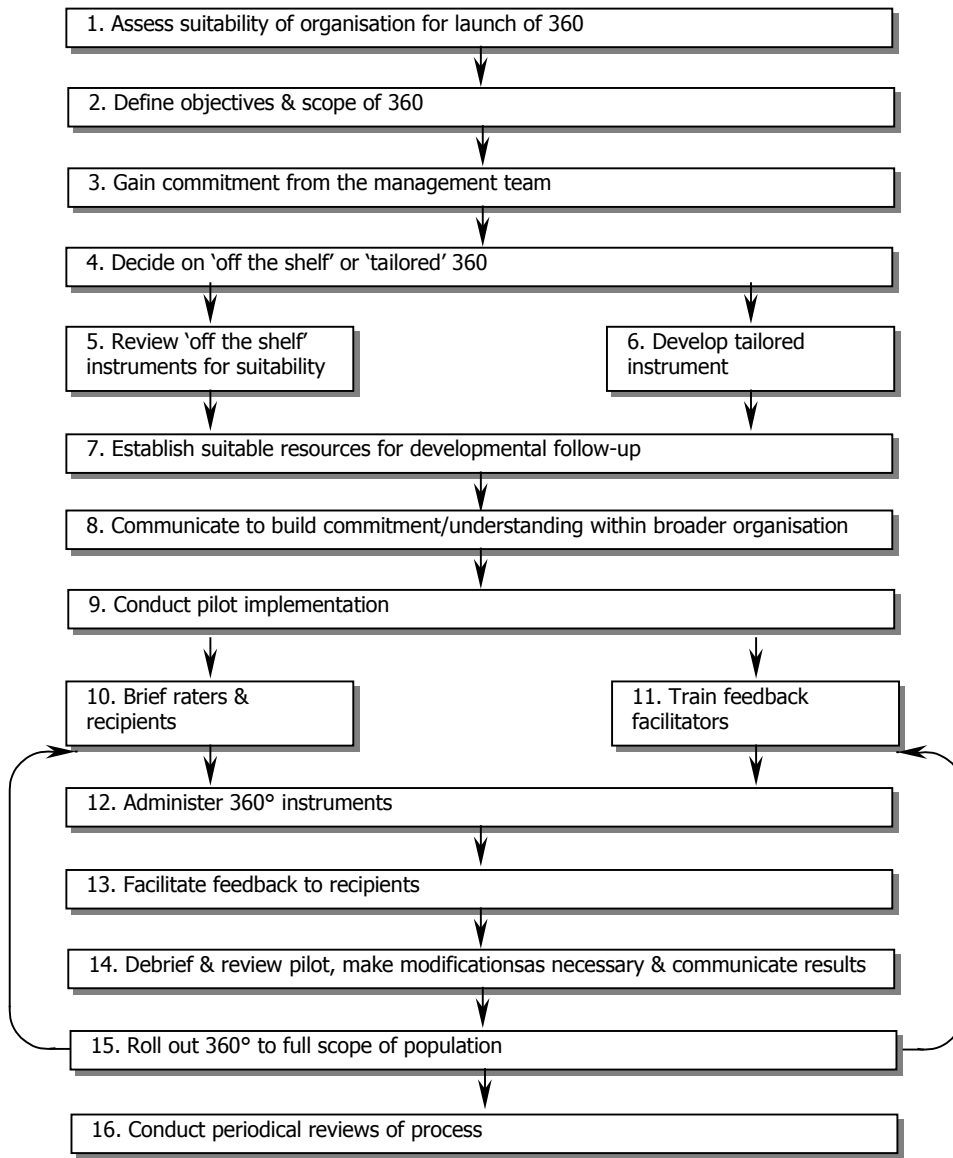 1. Assess suitability of organisation for launch of 360
2. Define objectives & scope of 360
3. Gain commitment from the management team
4. Decide on ‘off the shelf’ or ‘tailored’ 360
5. Review ‘off the shelf’
instruments for suitability
6. Develop tailored
instrument
7. Establish suitable resources for developmental follow-up
8. Communicate to build commitment/understanding within broader organisation
9. Conduct pilot implementation
10. Brief raters &
recipients
11. Train feedback
facilitators
12. Administer 360° instruments
13. Facilitate feedback to recipients
14. Debrief & review pilot, make modificationsas necessary & communicate results
15. Roll out 360° to full scope of population
16. Conduct periodical reviews of process